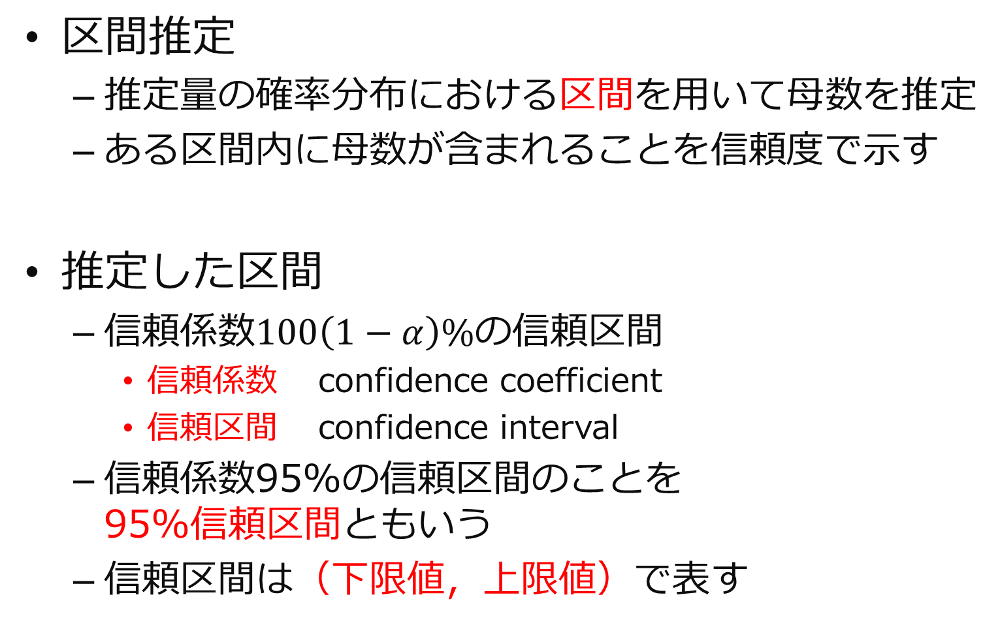 • 区間推定
– 推定量の確率分布における区間を用いて母数を推定
– ある区間内に母数が含まれることを信頼度で示す
• 推定した区間
– 信頼係数100(1 − α)%の信頼区間
• 信頼係数 confidence coefficient
• 信頼区間 confidence interval
– 信頼係数95%の信頼区間のことを
95%信頼区間ともいう
– 信頼区間は（下限値，上限値）で表す